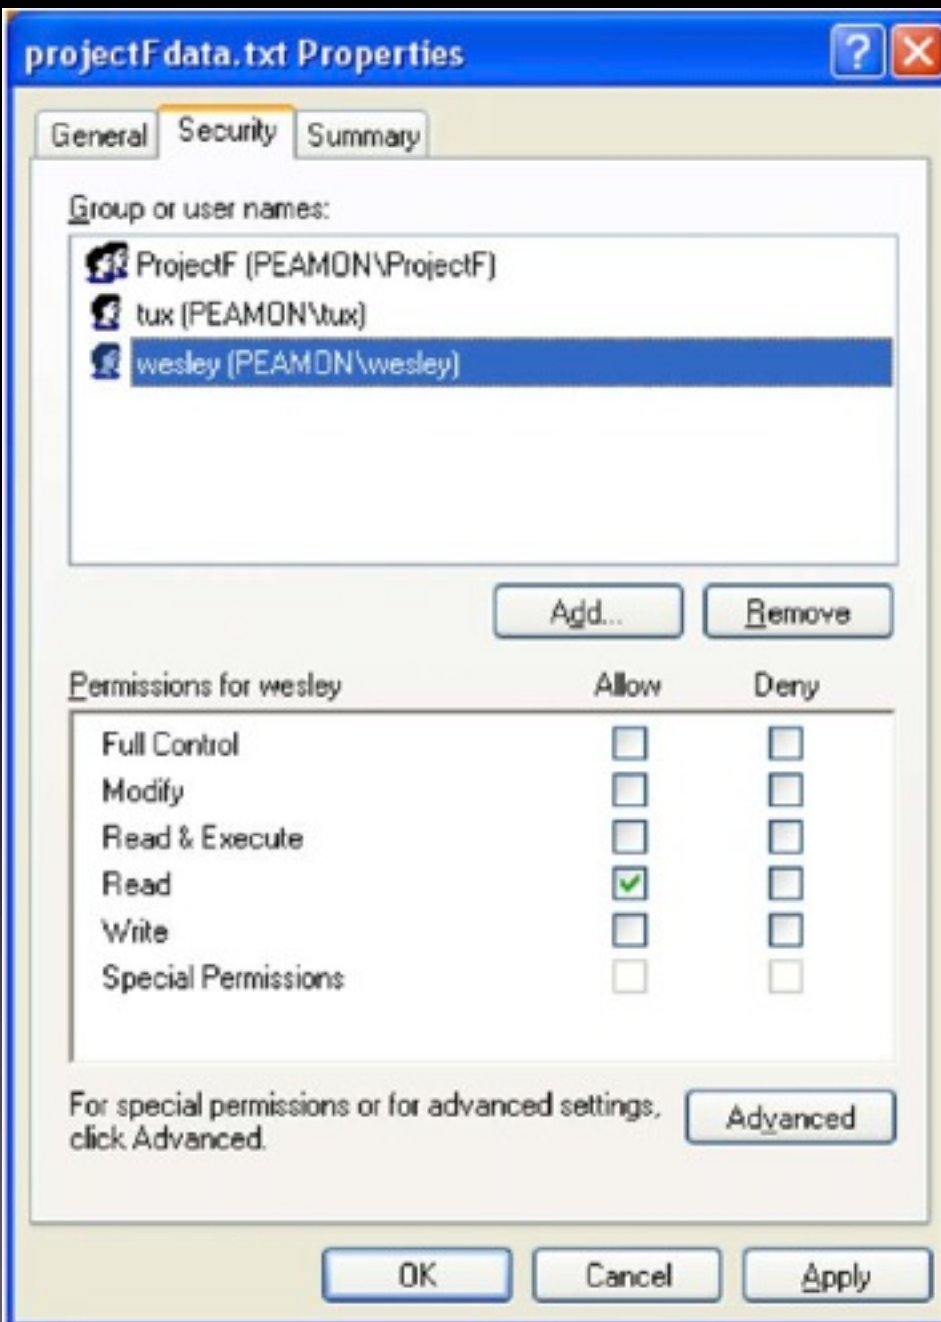 projectFdata.txt Properties
?
General Security Summary
Group or user names:
ProjectF (PEAMON\ProjectF)
tux (PEAMON\tux)
wesley (PEAMON\wesley)
Add... Remove
Permissions for wesley Allow Deny
Full Control
Modify
Read & Execute
Read
Write
Special Permissions
For special permissions or for advanced settings,
click Advanced.
Advanced
OK Cancel Apply